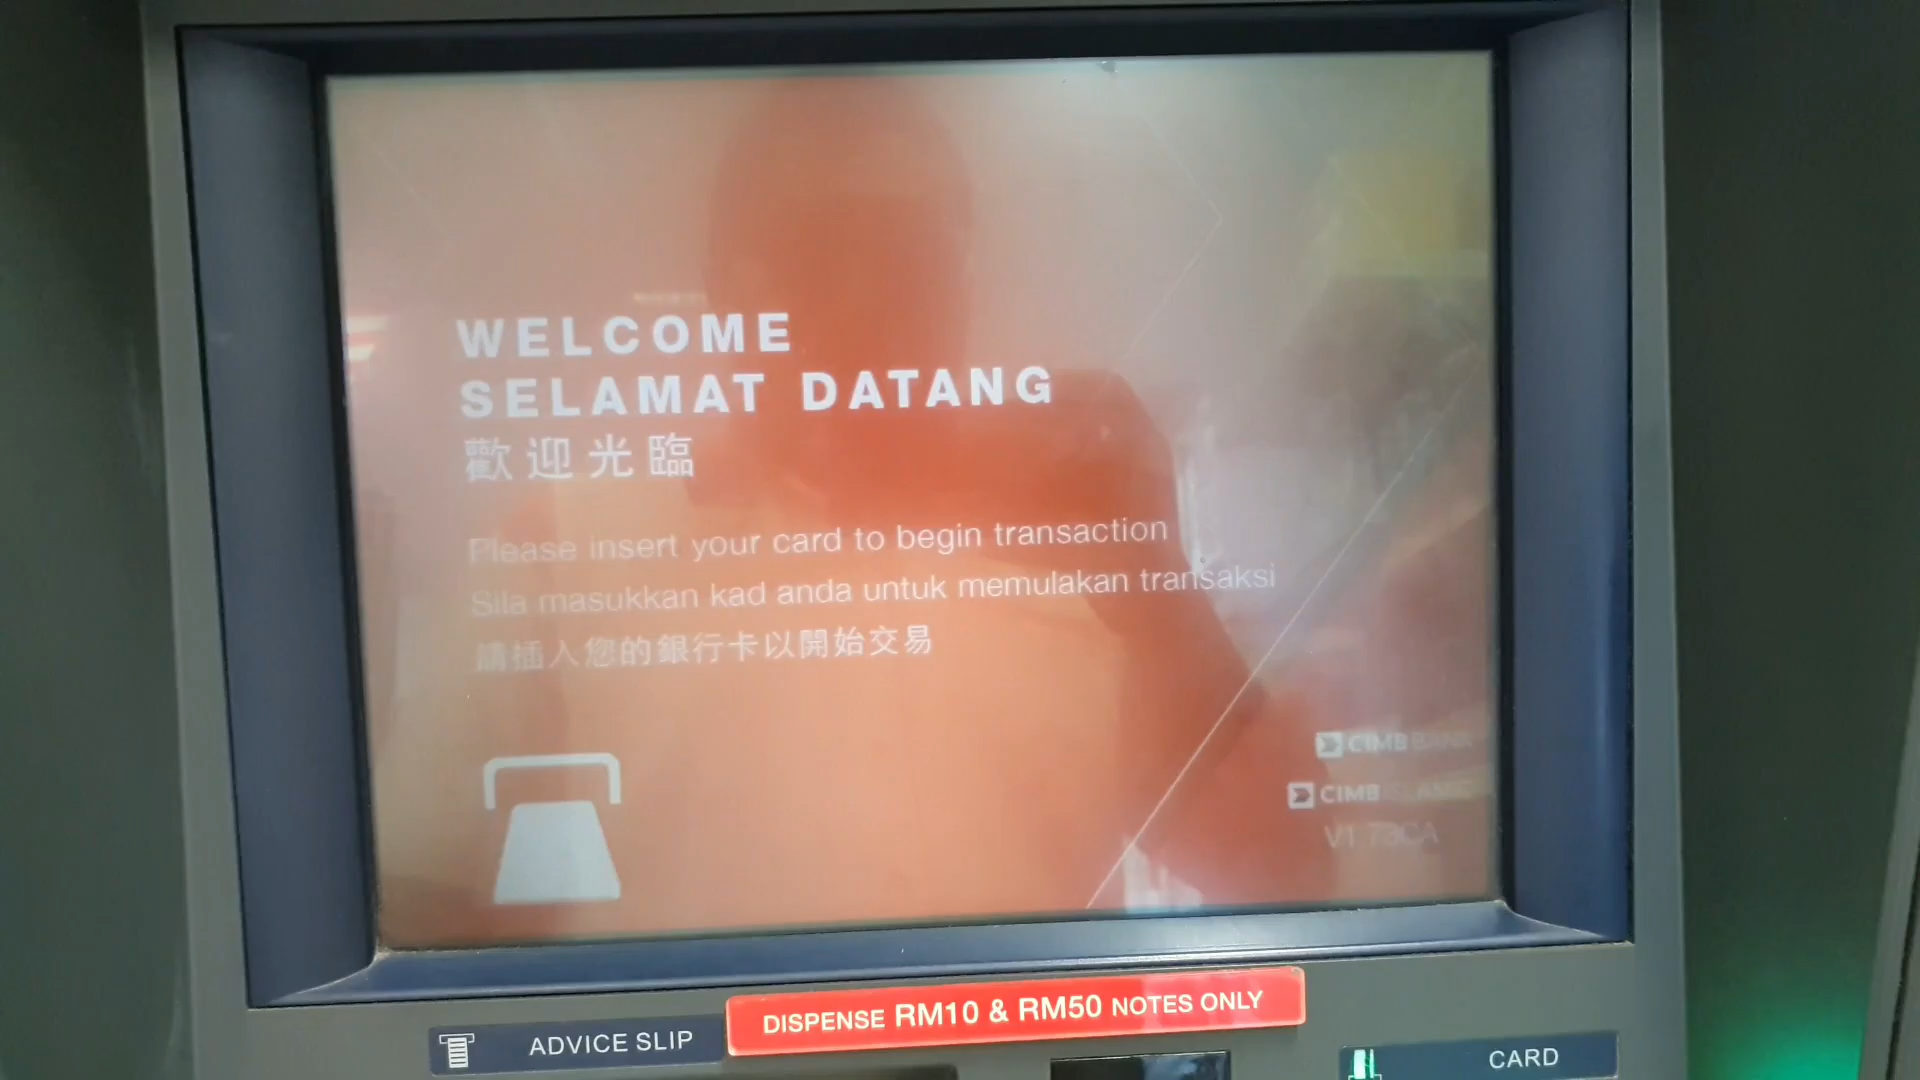 WELCOME
SELAMAT DATANG
歡迎光臨
Please insert your card to begin transaction
Sila masukkan kad anda untuk memulakan transaksi
請插入您的銀行卡以開始交易
CIMB BANK
CIMB ISLAMIC
V1.73CA
DISPENSE RM10 & RM50 NOTES ONLY
ADVICE SLIP
CARD